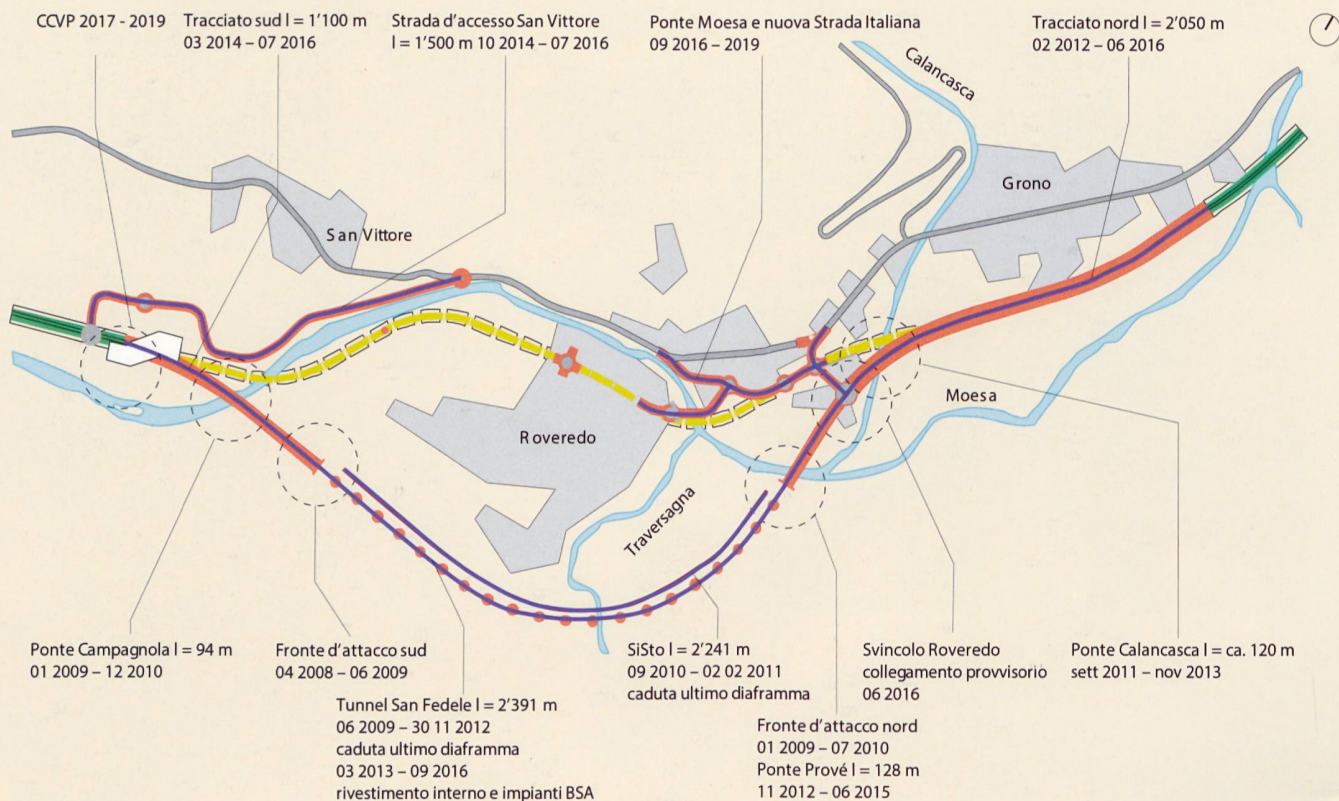 CCVP 2017 - 2019
Tracciato sud l = 1'100 m
03 2014 – 07 2016
Strada d'accesso San Vittore
l = 1'500 m 10 2014 – 07 2016
Ponte Moesa e nuova Strada Italiana
09 2016 – 2019
Tracciato nord l = 2'050 m
02 2012 – 06 2016
Calancasca
Grono
San Vittore
Moesa
Roveredo
Traversagna
Ponte Campagnola l = 94 m
01 2009 – 12 2010
Fronte d'attacco sud
04 2008 – 06 2009
Tunnel San Fedele l = 2'391 m
06 2009 – 30 11 2012
caduta ultimo diaframma
03 2013 – 09 2016
rivestimento interno e impianti BSA
SiSto l = 2'241 m
09 2010 – 02 02 2011
caduta ultimo diaframma
Fronte d'attacco nord
01 2009 – 07 2010
Ponte Prové l = 128 m
11 2012 – 06 2015
Svincolo Roveredo
collegamento provvisorio
06 2016
Ponte Calancasca l = ca. 120 m
sett 2011 – nov 2013